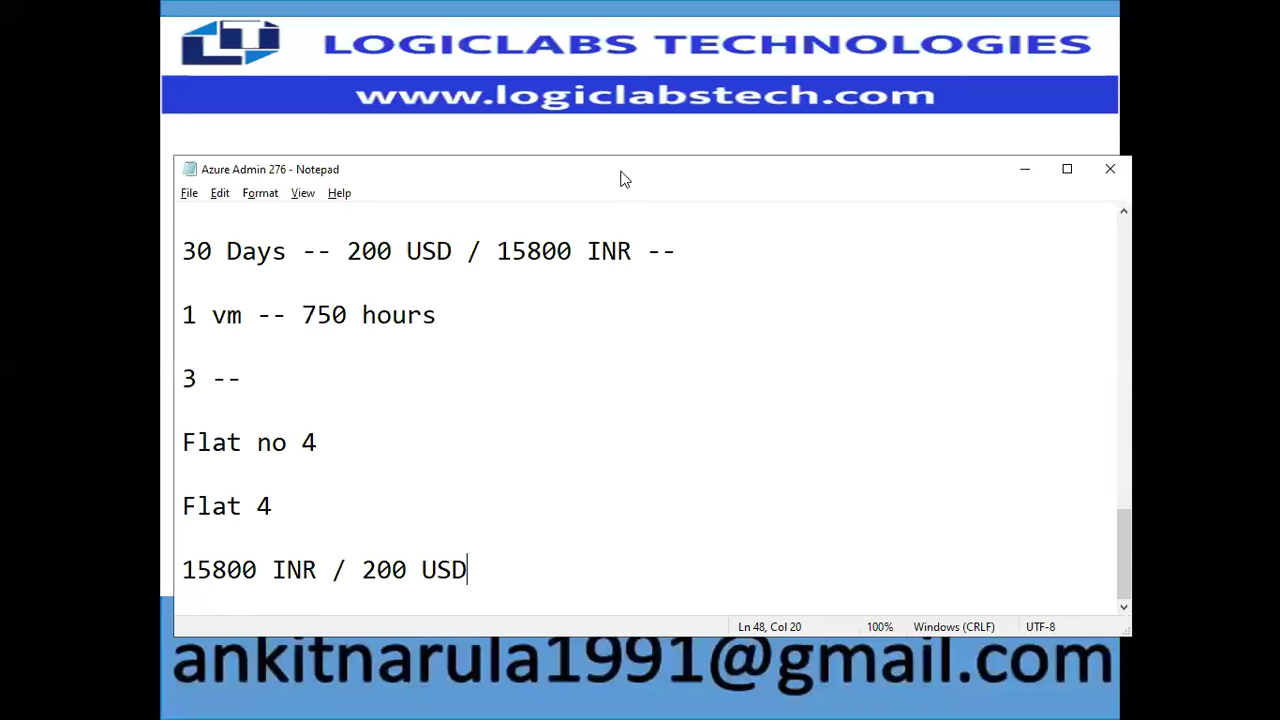 LOGICLABS TECHNOLOGIES
www.logiclabstech.com
Azure Admin 276 - Notepad
File Edit Format View Help
30 Days -- 200 USD / 15800 INR --
1 vm -- 750 hours
3 --
Flat no 4
Flat 4
15800 INR / 200 USD
Ln 48, Col 20 100% Windows (CRLF) UTF-8
ankitnarula1991@gmail.com